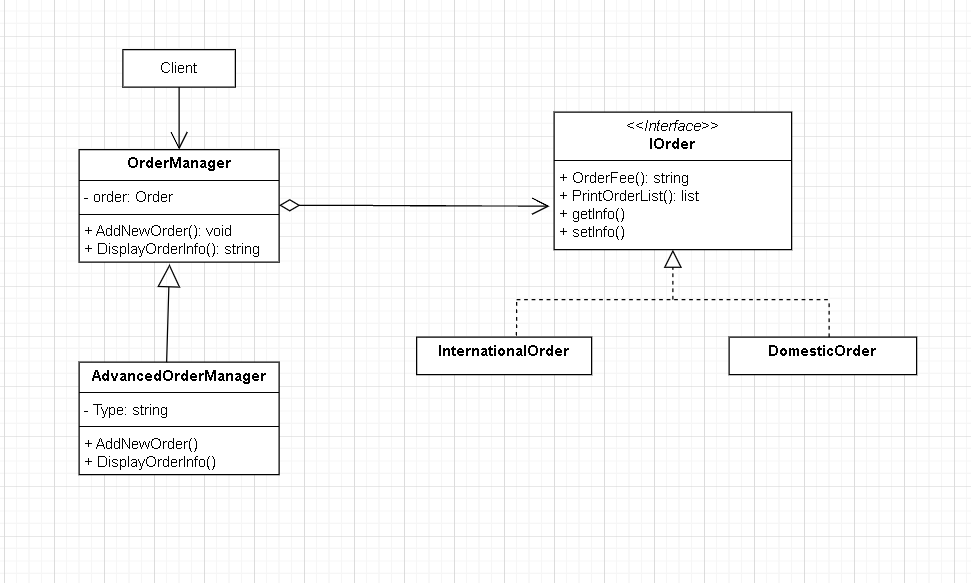 Client
OrderManager
- order: Order
+ AddNewOrder(): void
+ DisplayOrderInfo(): string
<<Interface>>
IOrder
+ OrderFee(): string
+ PrintOrderList(): list
+ getInfo()
+ setInfo()
InternationalOrder
DomesticOrder
AdvancedOrderManager
- Type: string
+ AddNewOrder()
+ DisplayOrderInfo()